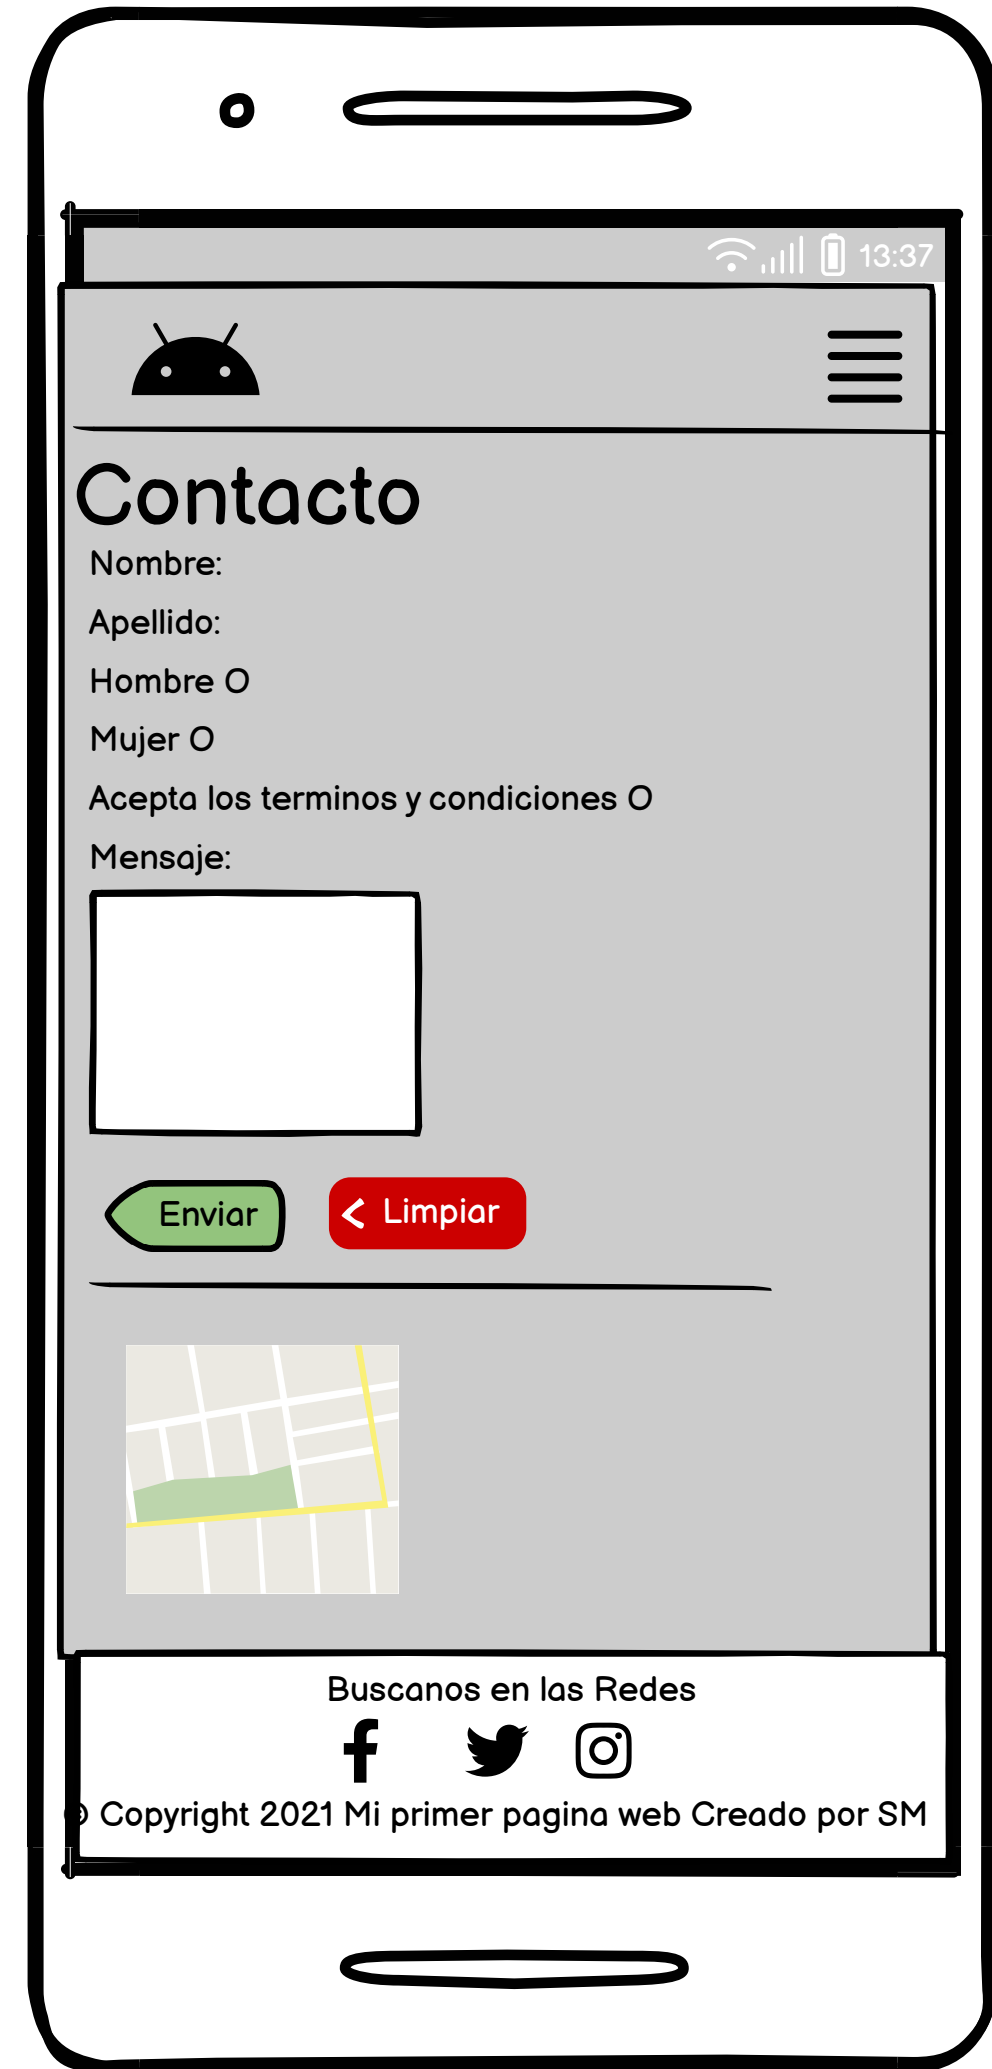 13:37
Contacto
Nombre:
Apellido:
Hombre O
Mujer O
Acepta los terminos y condiciones O
Mensaje:
Enviar
< Limpiar
Buscanos en las Redes
© Copyright 2021 Mi primer pagina web Creado por SM